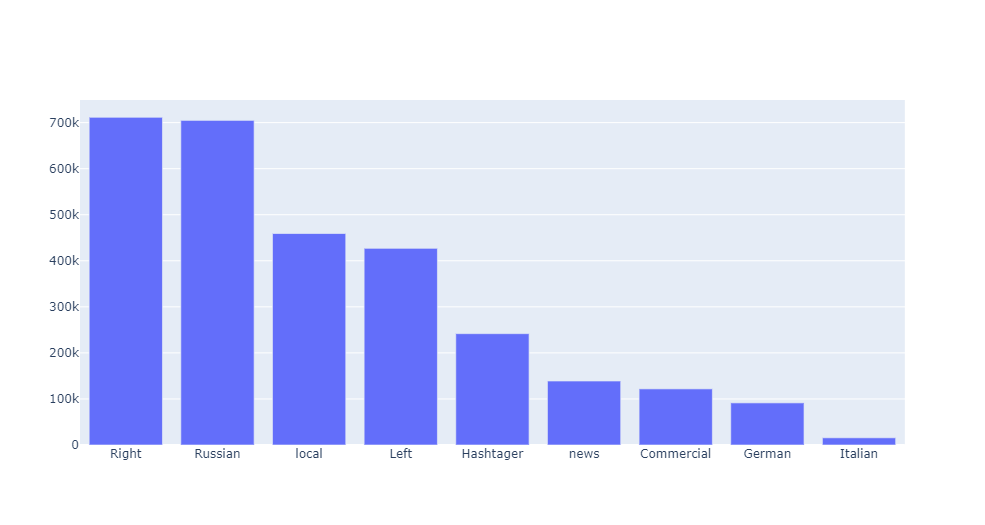 700k
600k
500k
400k
300k
200k
100k
0
Right Russian local Left Hashtager news Commercial German Italian